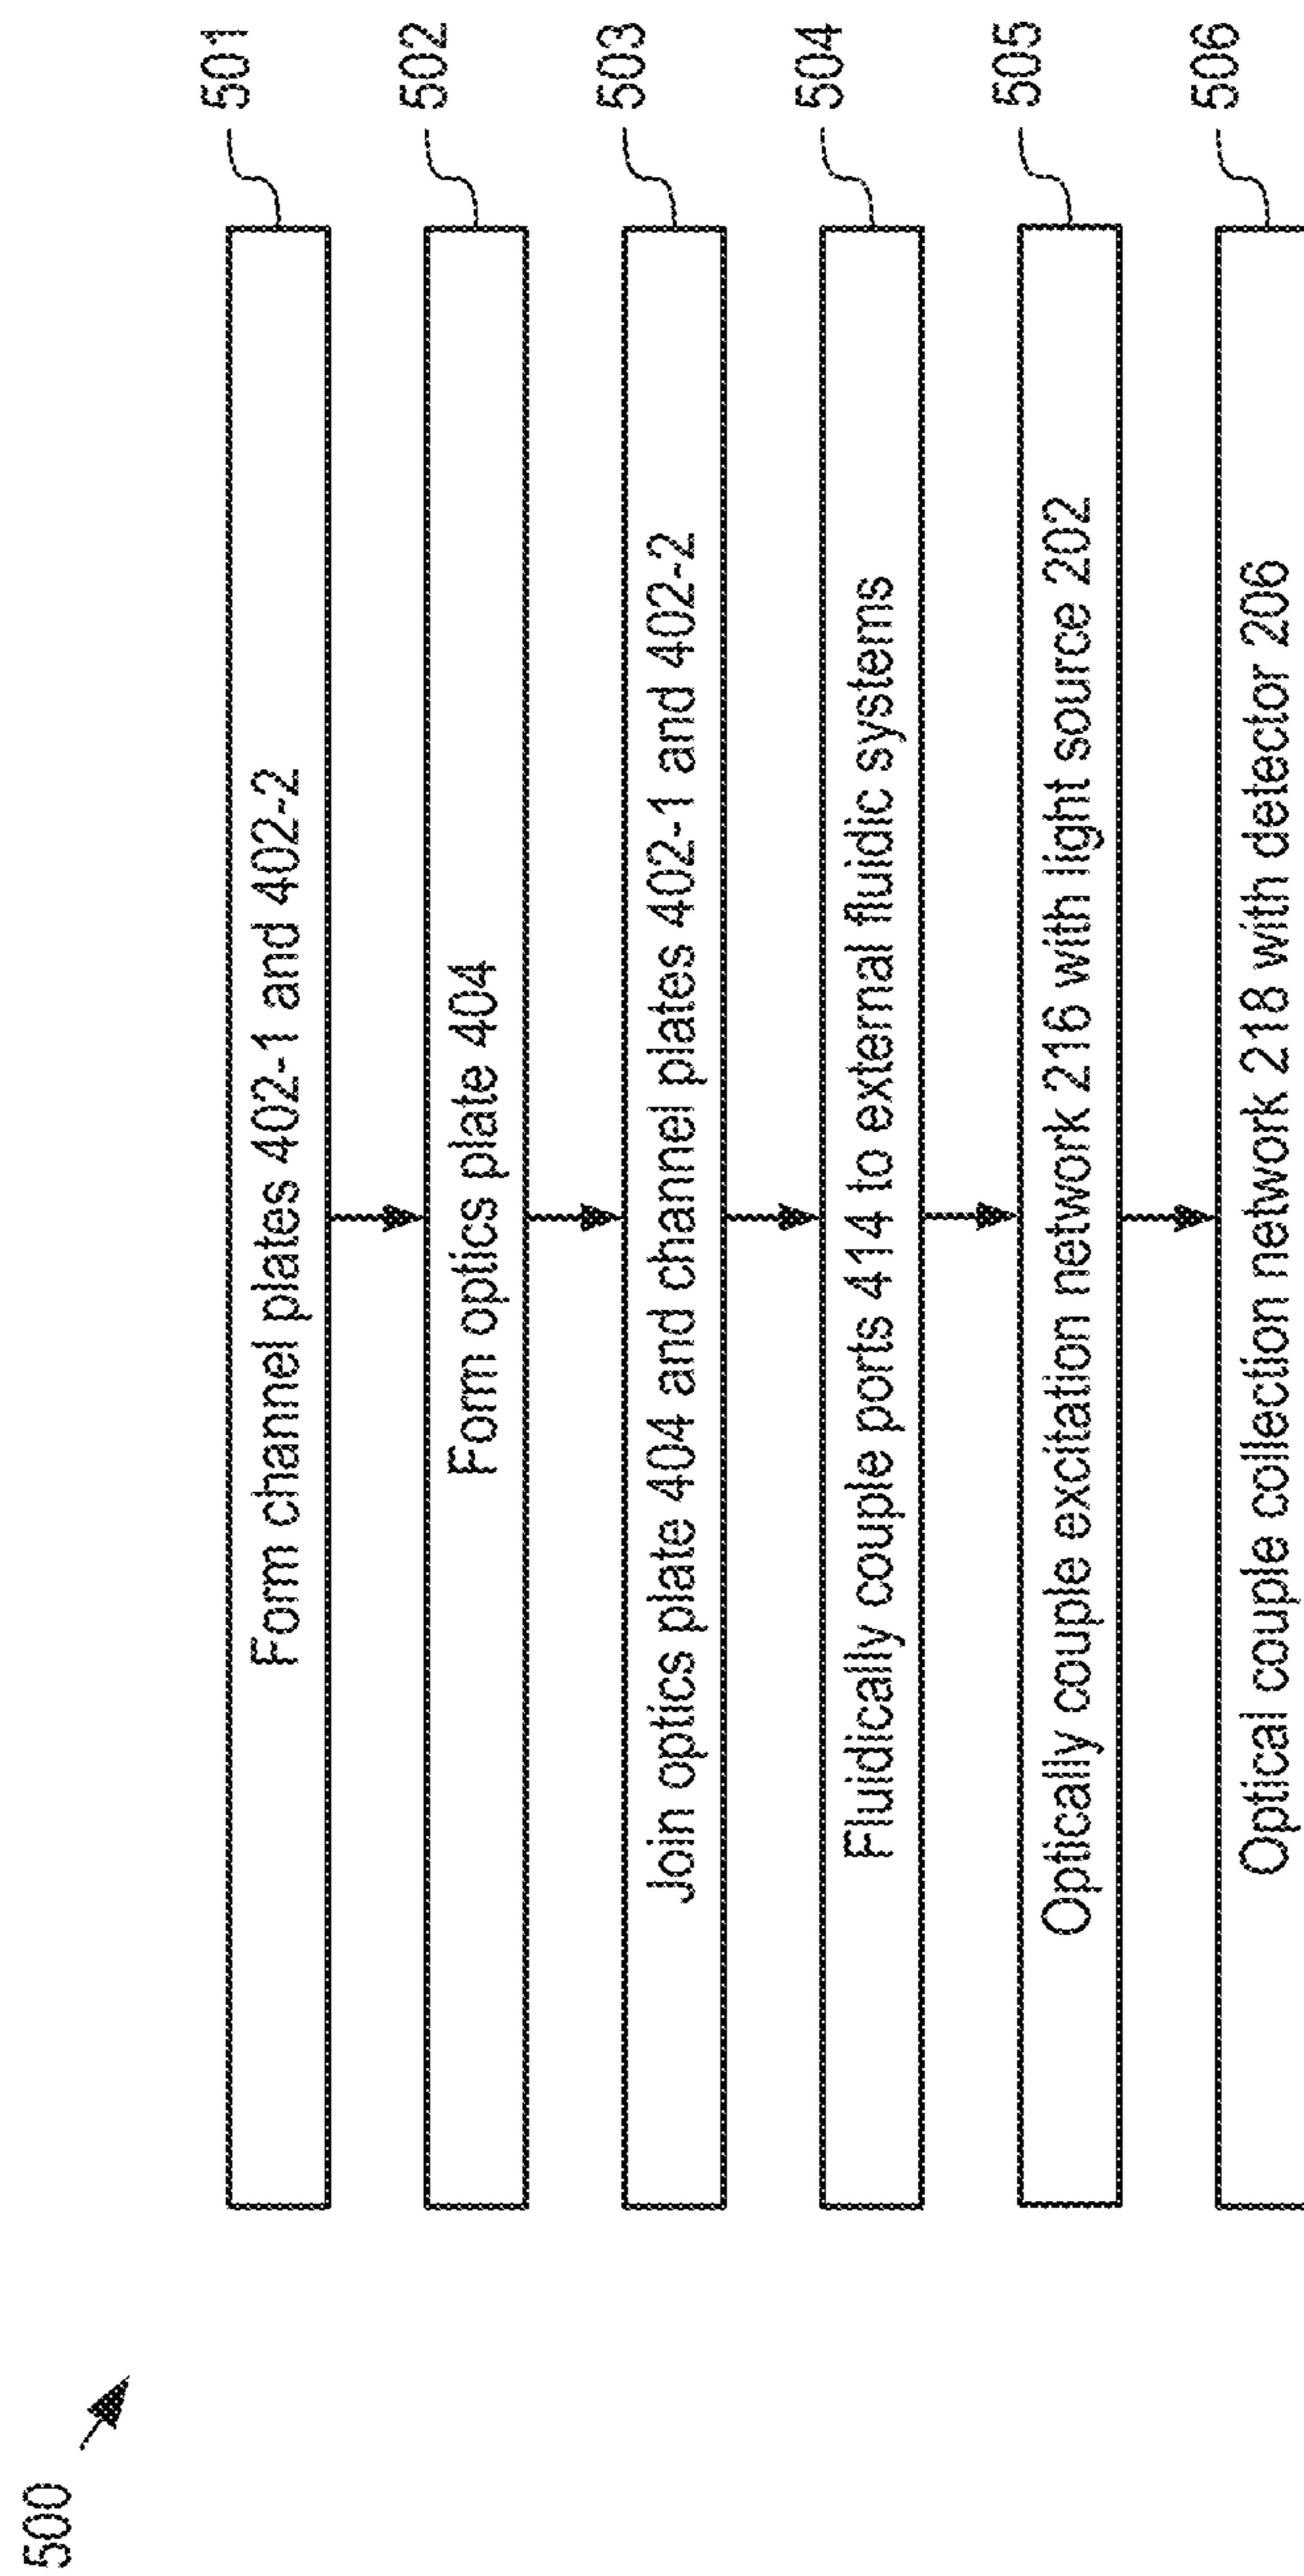 500
Form channel plates 402-1 and 402-2
501
Form optics plate 404
502
Join optics plate 404 and channel plates 402-1 and 402-2
503
Fluidically couple ports 414 to external fluidic systems
504
Optically couple excitation network 216 with light source 202
505
Optical couple collection network 218 with detector 206
506